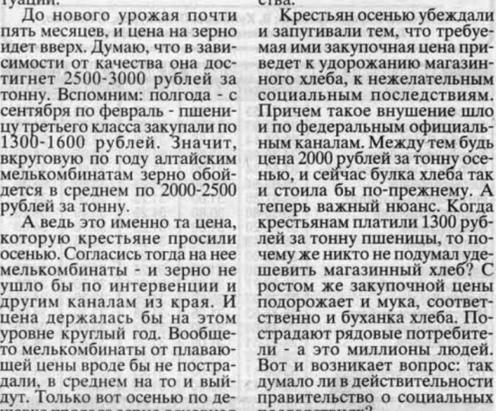 туации.
До нового урожая почти
пять месяцев, и цена на зерно
идет вверх. Думаю, что в зави-
симости от качества она дос-
тигнет 2500-3000 рублей за
тонну. Вспомним: полгода - с
сентября по февраль - пшени-
цу третьего класса закупали по
1300-1600 рублей. Значит,
вкруговую по году алтайским
мелькомбинатам зерно обой-
дется в среднем по 2000-2500
рублей за тонну.
А ведь это именно та цена,
которую крестьяне просили
осенью. Согласись тогда на нее
мелькомбинаты - и зерно не
ушло бы по интервенции и
другим каналам из края. И
цена держалась бы на этом
уровне круглый год. Вообще-
то мелькомбинаты от плаваю-
щей цены вроде бы не постра-
дали, в среднем на то и вый-
дут. Только вот осенью по де-
ства.
Крестьян осенью убеждали
и запугивали тем, что требуе-
мая ими закупочная цена при-
ведет к удорожанию магазин-
ного хлеба, к нежелательным
социальным последствиям.
Причем такое внушение шло
и по федеральным официаль-
ным каналам. Между тем будь
цена 2000 рублей за тонну осе-
нью, и сейчас булка хлеба так
и стоила бы по-прежнему. А
теперь важный нюанс. Когда
крестьянам платили 1300 руб-
лей за тонну пшеницы, то по-
чему же никто не подумал уде-
шевить магазинный хлеб? С
ростом же закупочной цены
подорожает и мука, соответ-
ственно и буханка хлеба. По-
страдают рядовые потребите-
ли - а это миллионы людей.
Вот и возникает вопрос: так
думало ли в действительности
правительство о социальных